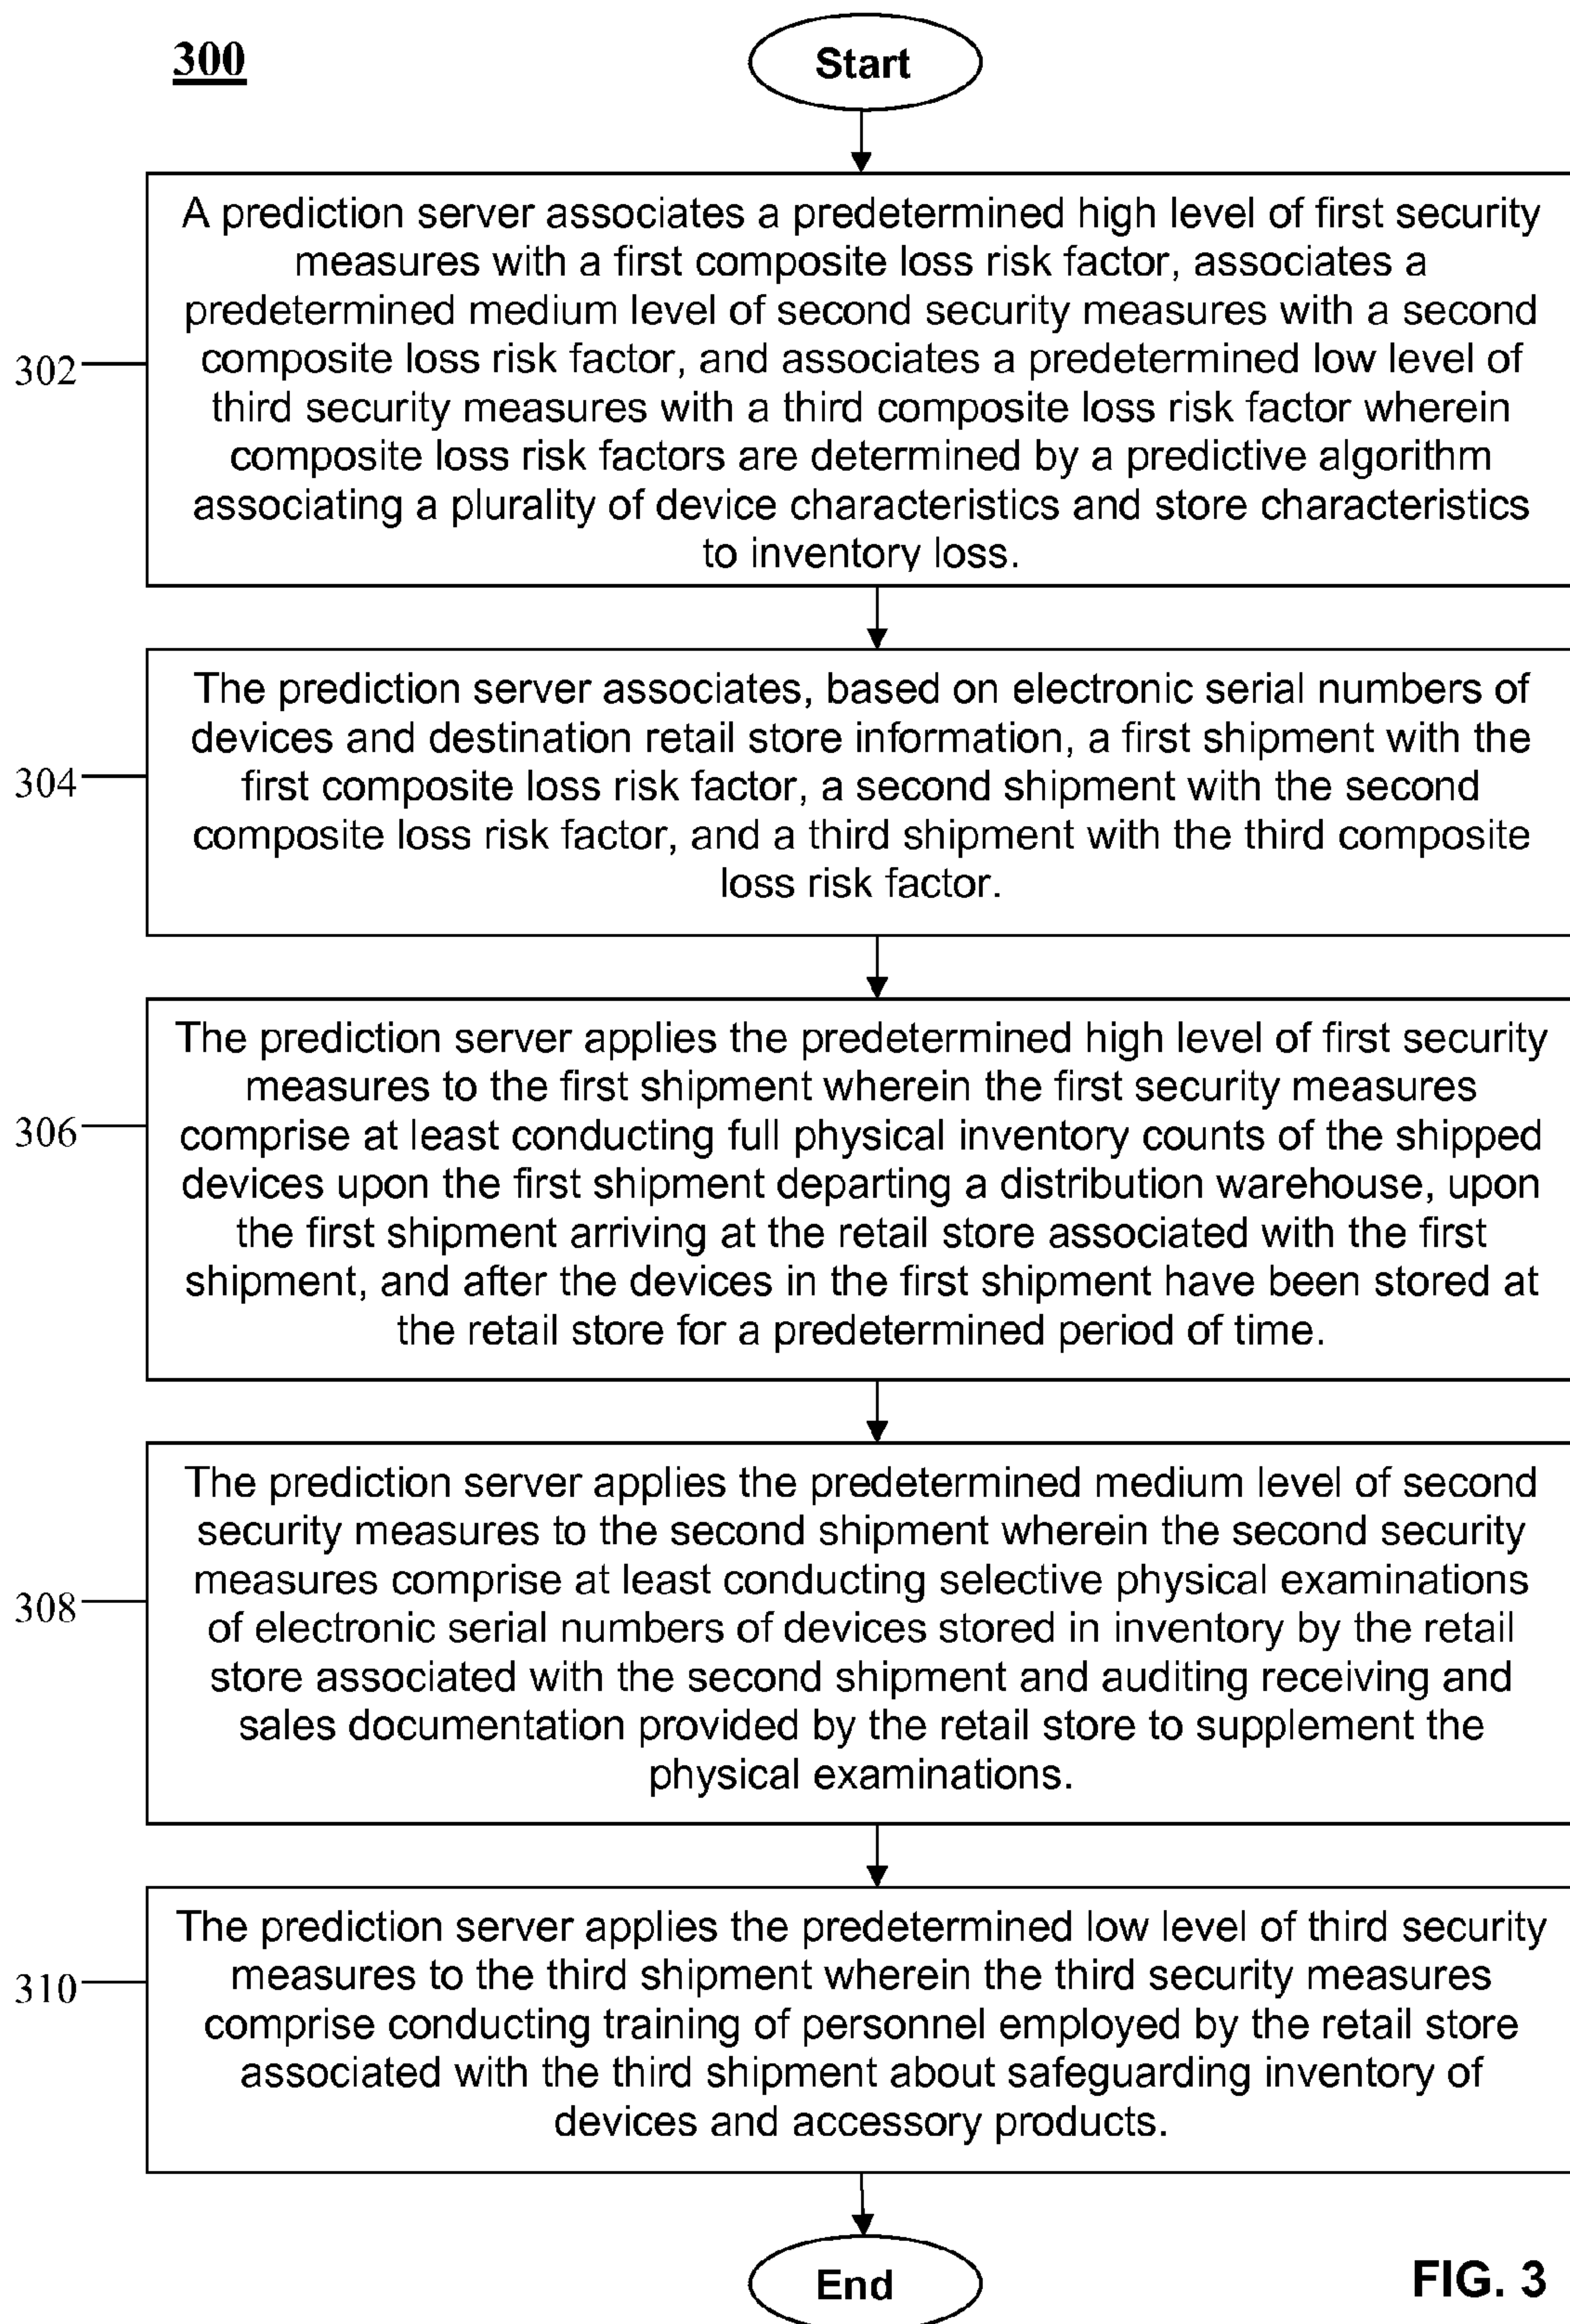 300
Start
A prediction server associates a predetermined high level of first security
measures with a first composite loss risk factor, associates a
predetermined medium level of second security measures with a second
composite loss risk factor, and associates a predetermined low level of
third security measures with a third composite loss risk factor wherein
composite loss risk factors are determined by a predictive algorithm
associating a plurality of device characteristics and store characteristics
to inventory loss.
302
The prediction server associates, based on electronic serial numbers of
devices and destination retail store information, a first shipment with the
first composite loss risk factor, a second shipment with the second
composite loss risk factor, and a third shipment with the third composite
loss risk factor.
304
The prediction server applies the predetermined high level of first security
measures to the first shipment wherein the first security measures
comprise at least conducting full physical inventory counts of the shipped
devices upon the first shipment departing a distribution warehouse, upon
the first shipment arriving at the retail store associated with the first
shipment, and after the devices in the first shipment have been stored at
the retail store for a predetermined period of time.
306
The prediction server applies the predetermined medium level of second
security measures to the second shipment wherein the second security
measures comprise at least conducting selective physical examinations
of electronic serial numbers of devices stored in inventory by the retail
store associated with the second shipment and auditing receiving and
sales documentation provided by the retail store to supplement the
physical examinations.
308
The prediction server applies the predetermined low level of third security
measures to the third shipment wherein the third security measures
comprise conducting training of personnel employed by the retail store
associated with the third shipment about safeguarding inventory of
devices and accessory products.
310
End
FIG. 3